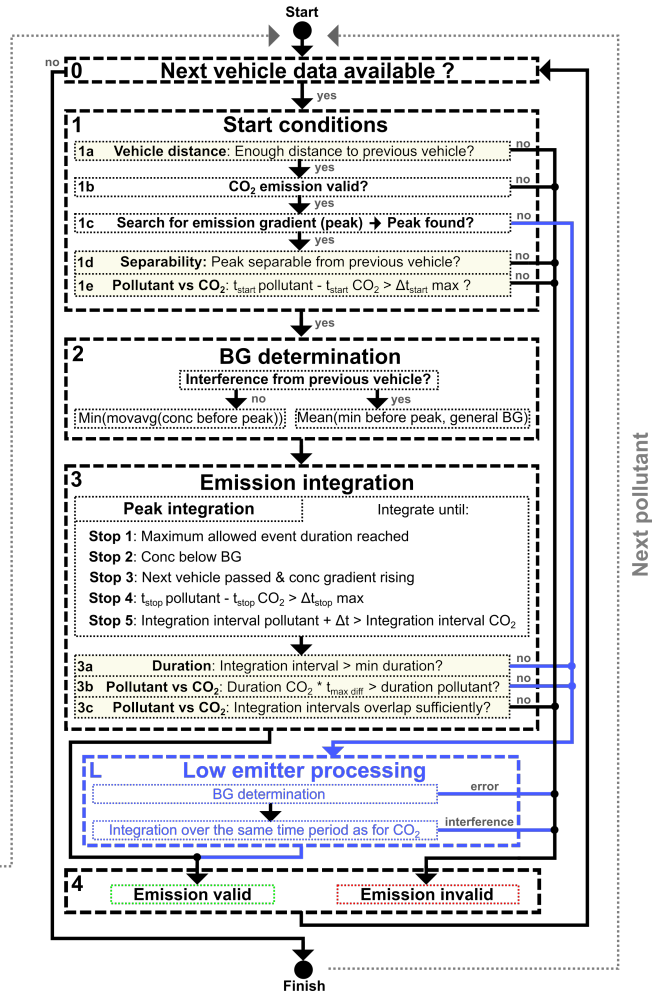 Start
no
0 Next vehicle data available ?
yes
1 Start conditions
1a Vehicle distance: Enough distance to previous vehicle?
no
yes
1b CO₂ emission valid?
no
yes
1c Search for emission gradient (peak) → Peak found?
no
yes
1d Separability: Peak separable from previous vehicle?
no
1e Pollutant vs CO₂: tstart pollutant - tstart CO₂ > Δtstart max ?
no
yes
2 BG determination
Interference from previous vehicle?
no
yes
Min(movavg(conc before peak))
Mean(min before peak, general BG)
3 Emission integration
Peak integration
Integrate until:
Stop 1: Maximum allowed event duration reached
Stop 2: Conc below BG
Stop 3: Next vehicle passed & conc gradient rising
Stop 4: tstop pollutant - tstop CO₂ > Δtstop max
Stop 5: Integration interval pollutant + Δt > Integration interval CO₂
3a Duration: Integration interval > min duration?
no
3b Pollutant vs CO₂: Duration CO₂ * tmax diff > duration pollutant?
no
3c Pollutant vs CO₂: Integration intervals overlap sufficiently?
no
L Low emitter processing
BG determination
error
Integration over the same time period as for CO₂
interference
4
Emission valid
Emission invalid
Finish
Next pollutant